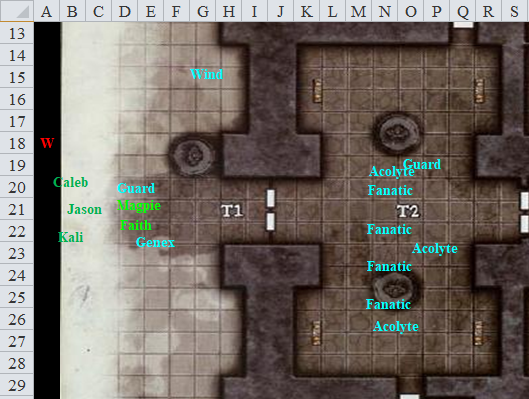 A B C D E F G H I J K L M N O P Q R S
13
14
15 Wind
16
17
18 W
19 Guard
Acolyte
20 Caleb Guard Fanatic
21 Jason Magpie T1 T2
22 Kali Faith Fanatic
23 Genex Acolyte
24 Fanatic
25 Fanatic
26 Acolyte
27
28
29